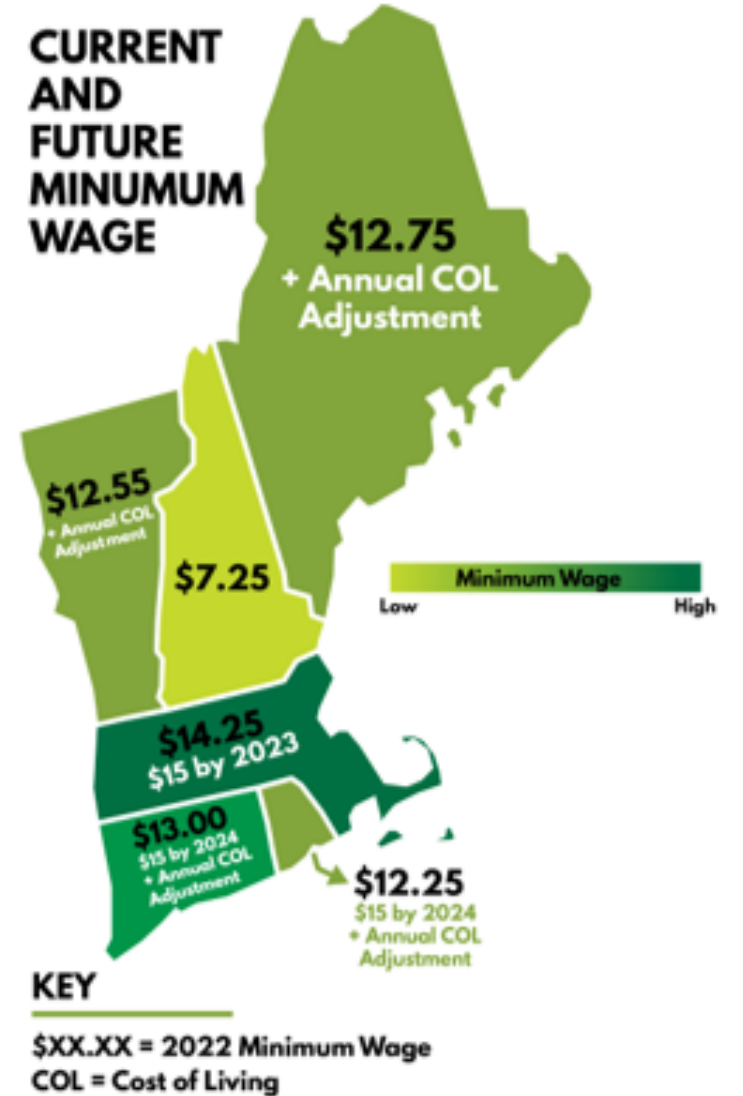 CURRENT
AND
FUTURE
MINUMUM
WAGE
$12.75
+ Annual COL
Adjustment
$12.55
+ Annual COL
Adjustment
$7.25
Minimum Wage
Low
High
$14.25
$15 by 2023
$13.00
$15 by 2024
+ Annual COL
Adjustment
$12.25
$15 by 2024
+ Annual COL
Adjustment
KEY
$XX.XX = 2022 Minimum Wage
COL = Cost of Living